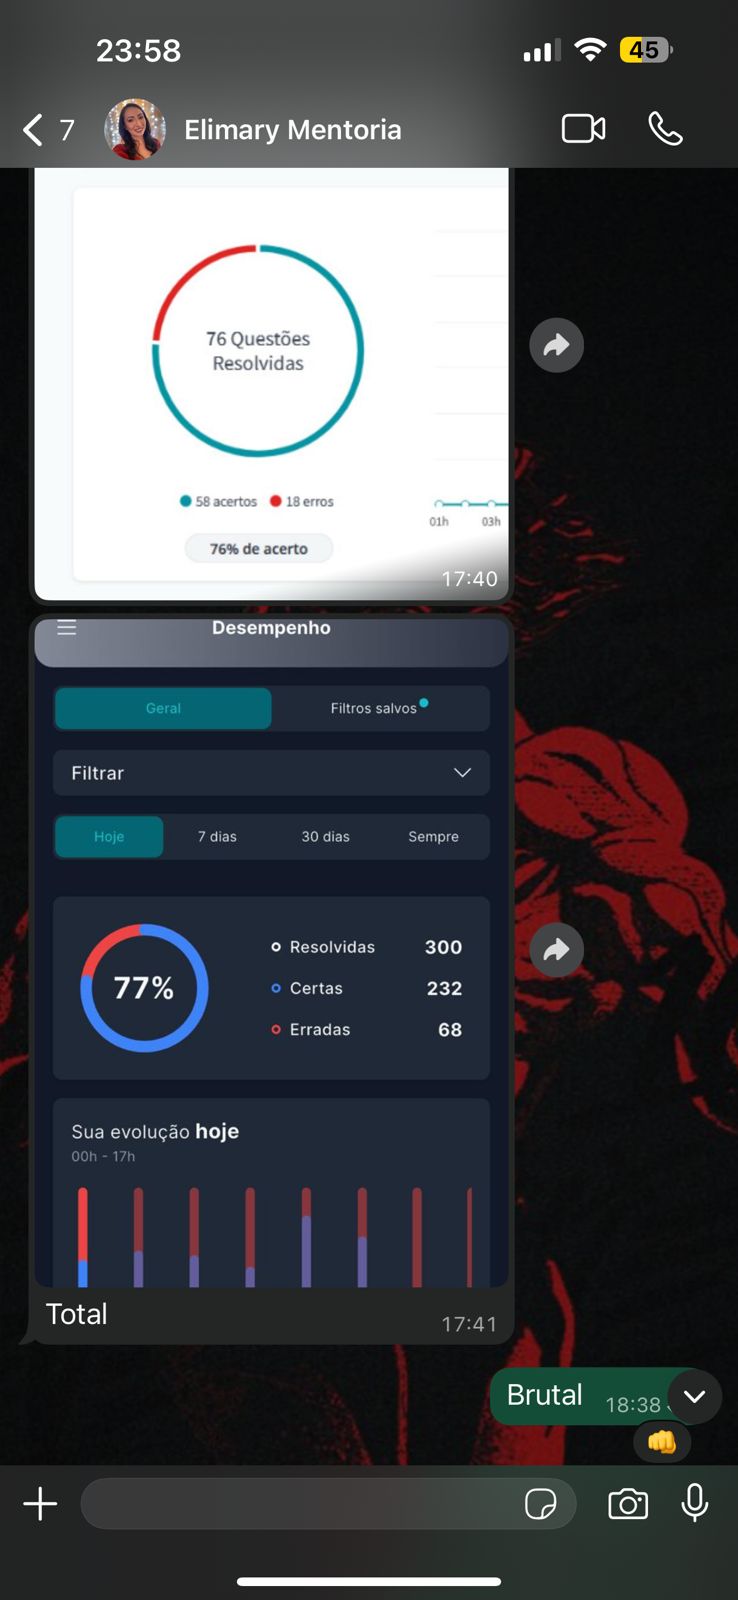 23:58
45
7
Elimary Mentoria
76 Questões
Resolvidas
58 acertos 18 erros
76% de acerto
01h 03h
17:40
Desempenho
Geral Filtros salvos
Filtrar
Hoje 7 dias 30 dias Sempre
77%
Resolvidas 300
Certas 232
Erradas 68
Sua evolução hoje
00h - 17h
Total
17:41
Brutal 18:38